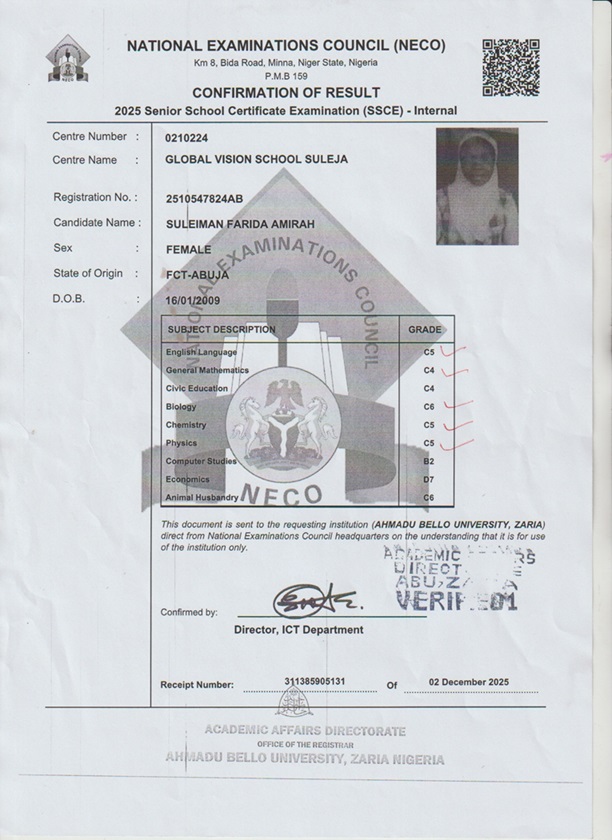 NATIONAL EXAMINATIONS COUNCIL (NECO)
Km 8, Bida Road, Minna, Niger State, Nigeria
P.M.B 159
CONFIRMATION OF RESULT
2025 Senior School Certificate Examination (SSCE) - Internal
NECO
Centre Number : 0210224
Centre Name : GLOBAL VISION SCHOOL SULEJA
Registration No. : 2510547824AB
Candidate Name : SULEIMAN FARIDA AMIRAH
Sex : FEMALE
State of Origin : FCT-ABUJA
D.O.B. : 16/01/2009
NATIONAL EXAMINATIONS COUNCIL
SUBJECT DESCRIPTION GRADE
English Language C5
General Mathematics C4
Civic Education C4
Biology C6
Chemistry C5
Physics C5
Computer Studies B2
Economics D7
Animal Husbandry C6
NECO
This document is sent to the requesting institution (AHMADU BELLO UNIVERSITY, ZARIA)
direct from National Examinations Council headquarters on the understanding that it is for use
of the institution only.
ACADEMIC
Confirmed by:
Director, ICT Department
Receipt Number: 311385905131 Of 02 December 2025
ACADEMIC AFFAIRS DIRECTORATE
OFFICE OF THE REGISTRAR
AHMADU BELLO UNIVERSITY, ZARIA NIGERIA